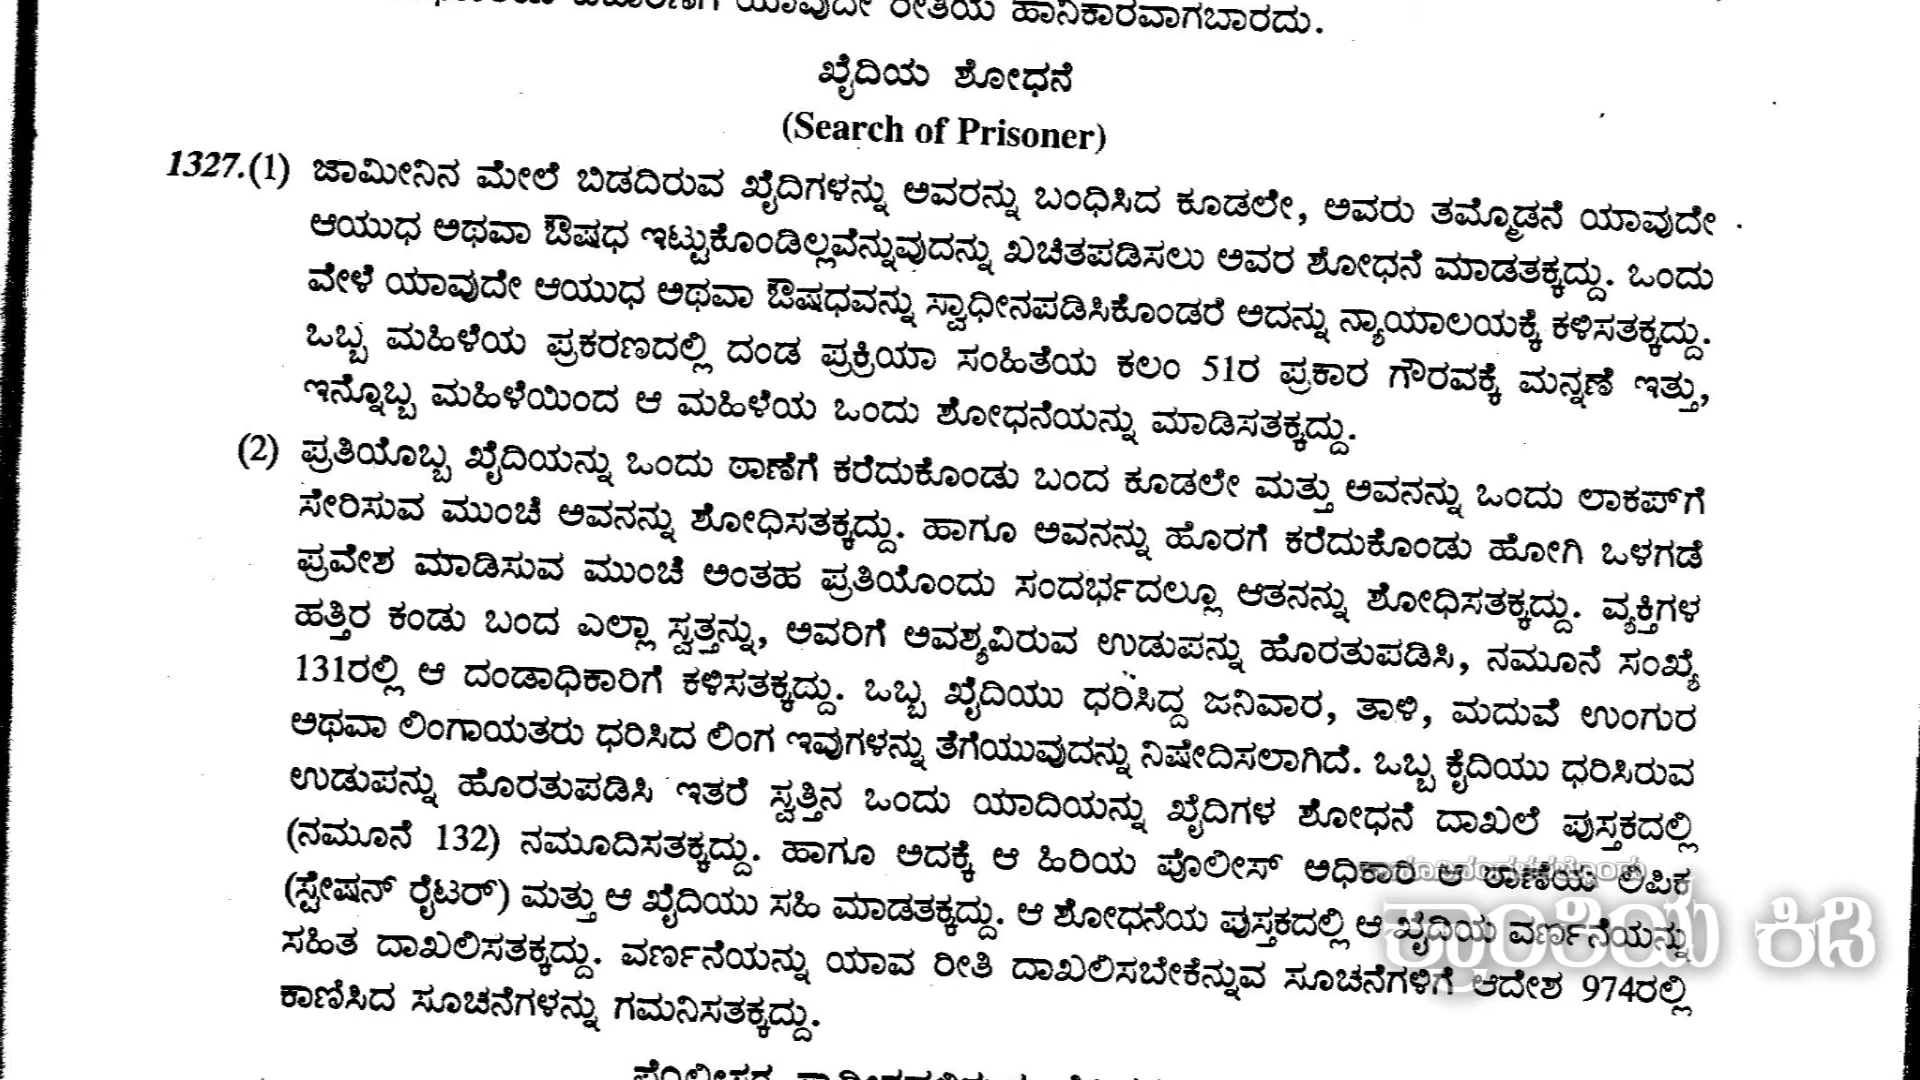 ಯಾವುದೇ ರೀತಿಯ ಹಾನಿಕಾರವಾಗಬಾರದು.
ಖೈದಿಯ ಶೋಧನೆ
(Search of Prisoner)
1327.(1) ಜಾಮೀನಿನ ಮೇಲೆ ಬಿಡದಿರುವ ಖೈದಿಗಳನ್ನು ಅವರನ್ನು ಬಂಧಿಸಿದ ಕೂಡಲೇ, ಅವರು ತಮ್ಮೊಡನೆ ಯಾವುದೇ
ಆಯುಧ ಅಥವಾ ಔಷಧ ಇಟ್ಟುಕೊಂಡಿಲ್ಲವೆನ್ನುವುದನ್ನು ಖಚಿತಪಡಿಸಲು ಅವರ ಶೋಧನೆ ಮಾಡತಕ್ಕದ್ದು. ಒಂದು
ವೇಳೆ ಯಾವುದೇ ಆಯುಧ ಅಥವಾ ಔಷಧವನ್ನು ಸ್ವಾಧೀನಪಡಿಸಿಕೊಂಡರೆ ಅದನ್ನು ನ್ಯಾಯಾಲಯಕ್ಕೆ ಕಳಿಸತಕ್ಕದ್ದು.
ಒಬ್ಬ ಮಹಿಳೆಯ ಪ್ರಕರಣದಲ್ಲಿ ದಂಡ ಪ್ರಕ್ರಿಯಾ ಸಂಹಿತೆಯ ಕಲಂ 51ರ ಪ್ರಕಾರ ಗೌರವಕ್ಕೆ ಮನ್ನಣೆ ಇತ್ತು,
ಇನ್ನೊಬ್ಬ ಮಹಿಳೆಯಿಂದ ಆ ಮಹಿಳೆಯ ಒಂದು ಶೋಧನೆಯನ್ನು ಮಾಡಿಸತಕ್ಕದ್ದು.
(2) ಪ್ರತಿಯೊಬ್ಬ ಖೈದಿಯನ್ನು ಒಂದು ಠಾಣೆಗೆ ಕರೆದುಕೊಂಡು ಬಂದ ಕೂಡಲೇ ಮತ್ತು ಅವನನ್ನು ಒಂದು ಲಾಕಪ್‌ಗೆ
ಸೇರಿಸುವ ಮುಂಚೆ ಅವನನ್ನು ಶೋಧಿಸತಕ್ಕದ್ದು. ಹಾಗೂ ಅವನನ್ನು ಹೊರಗೆ ಕರೆದುಕೊಂಡು ಹೋಗಿ ಒಳಗಡೆ
ಪ್ರವೇಶ ಮಾಡಿಸುವ ಮುಂಚೆ ಅಂತಹ ಪ್ರತಿಯೊಂದು ಸಂದರ್ಭದಲ್ಲೂ ಆತನನ್ನು ಶೋಧಿಸತಕ್ಕದ್ದು. ವ್ಯಕ್ತಿಗಳ
ಹತ್ತಿರ ಕಂಡು ಬಂದ ಎಲ್ಲಾ ಸ್ವತ್ತನ್ನು, ಅವರಿಗೆ ಅವಶ್ಯವಿರುವ ಉಡುಪನ್ನು ಹೊರತುಪಡಿಸಿ, ನಮೂನೆ ಸಂಖ್ಯೆ
131ರಲ್ಲಿ ಆ ದಂಡಾಧಿಕಾರಿಗೆ ಕಳಿಸತಕ್ಕದ್ದು. ಒಬ್ಬ ಖೈದಿಯು ಧರಿಸಿದ್ದ ಜನಿವಾರ, ತಾಳಿ, ಮದುವೆ ಉಂಗುರ
ಅಥವಾ ಲಿಂಗಾಯತರು ಧರಿಸಿದ ಲಿಂಗ ಇವುಗಳನ್ನು ತೆಗೆಯುವುದನ್ನು ನಿಷೇದಿಸಲಾಗಿದೆ. ಒಬ್ಬ ಕೈದಿಯು ಧರಿಸಿರುವ
ಉಡುಪನ್ನು ಹೊರತುಪಡಿಸಿ ಇತರೆ ಸ್ವತ್ತಿನ ಒಂದು ಯಾದಿಯನ್ನು ಖೈದಿಗಳ ಶೋಧನೆ ದಾಖಲೆ ಪುಸ್ತಕದಲ್ಲಿ
(ನಮೂನೆ 132) ನಮೂದಿಸತಕ್ಕದ್ದು. ಹಾಗೂ ಅದಕ್ಕೆ ಆ ಹಿರಿಯ ಪೊಲೀಸ್ ಅಧಿಕಾರಿ ಆ ಠಾಣೆಯ ಲಿಪಿಕ
(ಸ್ಟೇಷನ್ ರೈಟರ್) ಮತ್ತು ಆ ಖೈದಿಯು ಸಹಿ ಮಾಡತಕ್ಕದ್ದು. ಆ ಶೋಧನೆಯ ಪುಸ್ತಕದಲ್ಲಿ ಆ ಖೈದಿಯ ವರ್ಣನೆಯನ್ನು
ಸಹಿತ ದಾಖಲಿಸತಕ್ಕದ್ದು. ವರ್ಣನೆಯನ್ನು ಯಾವ ರೀತಿ ದಾಖಲಿಸಬೇಕೆನ್ನುವ ಸೂಚನೆಗಳಿಗೆ ಆದೇಶ 974ರಲ್ಲಿ
ಕಾಣಿಸಿದ ಸೂಚನೆಗಳನ್ನು ಗಮನಿಸತಕ್ಕದ್ದು.
ಕ್ರಾಂತಿಯ ಕಿಡಿ